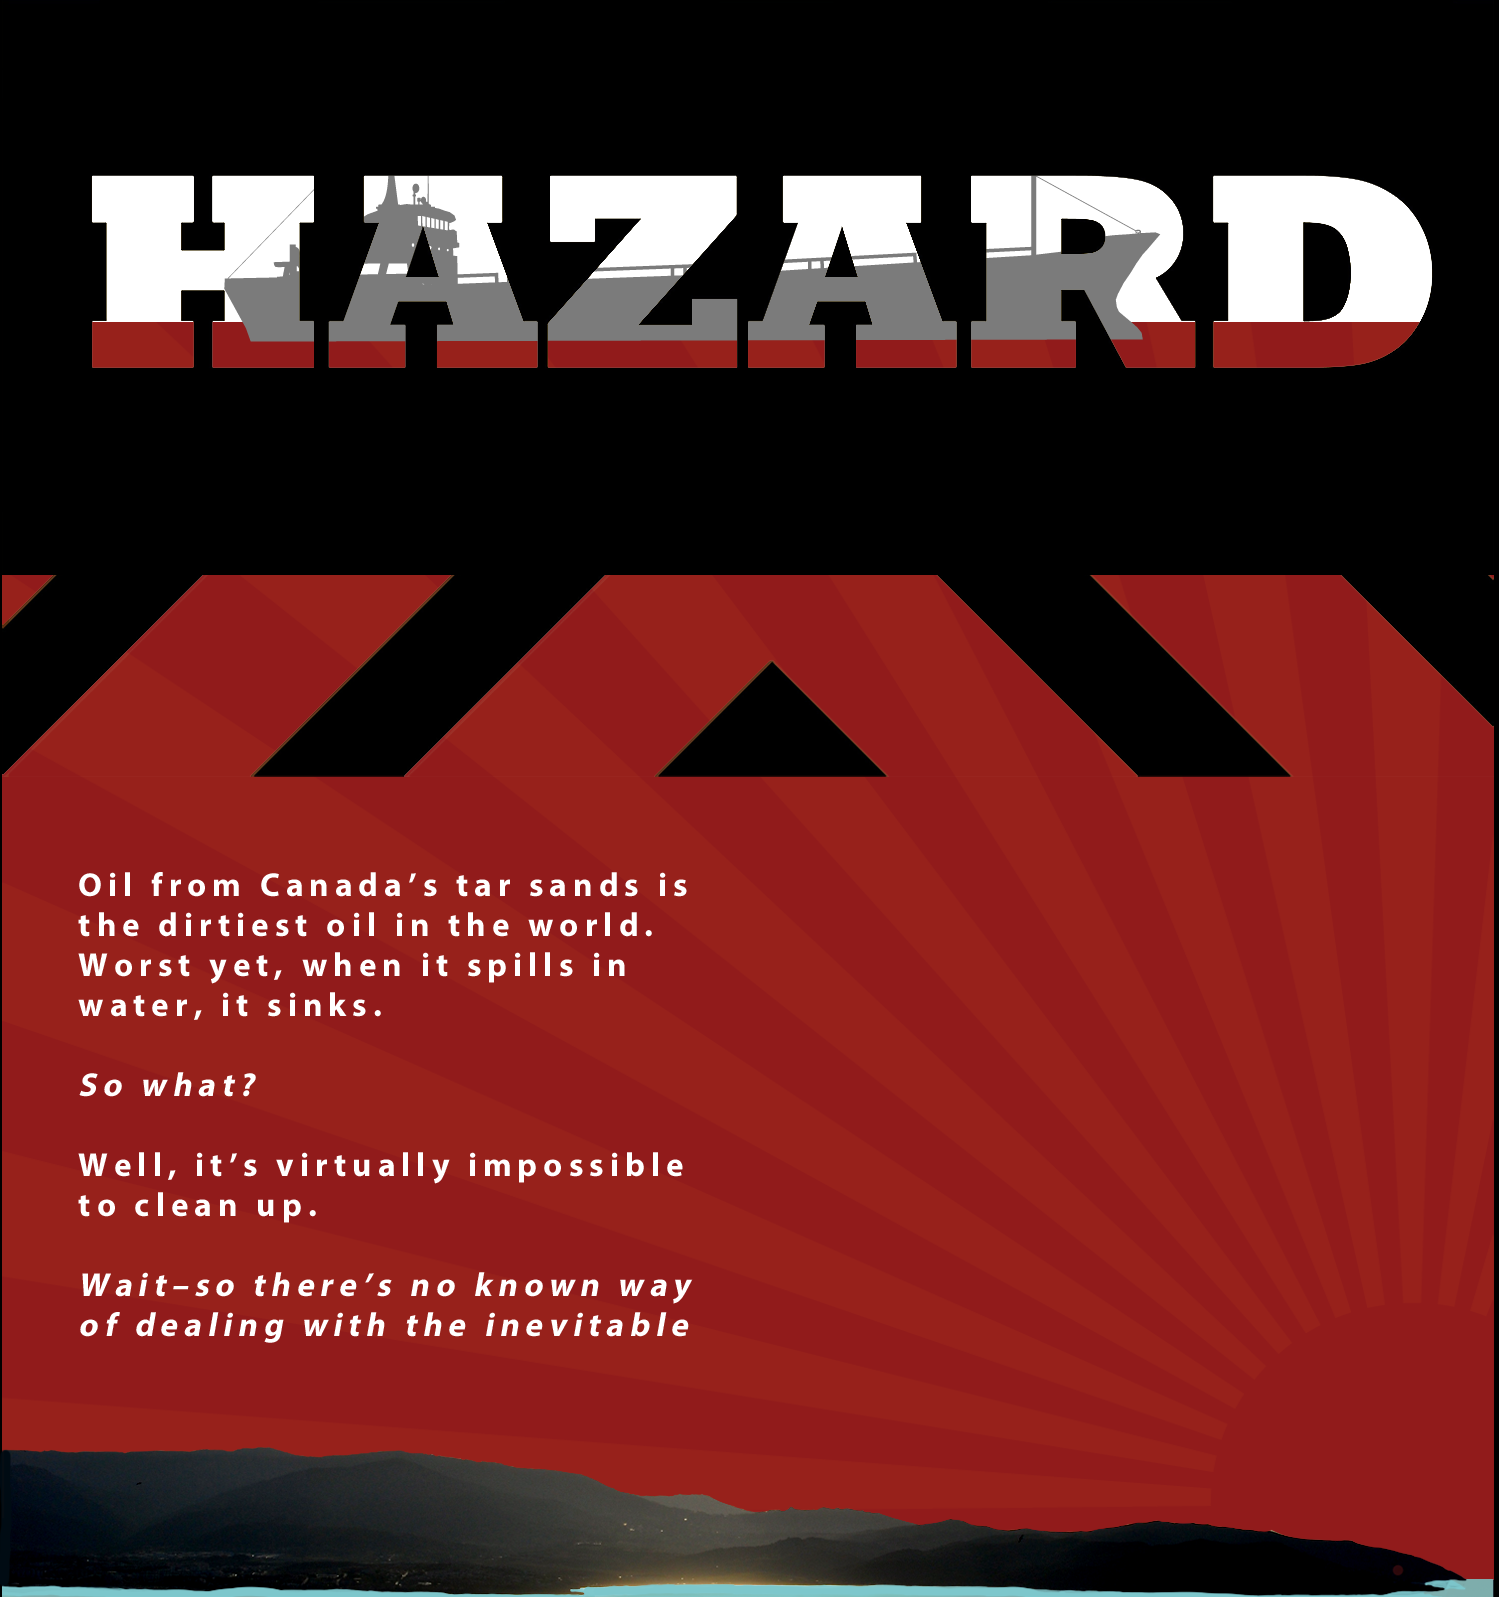 HAZARD
Oil from Canada’s tar sands is
the dirtiest oil in the world.
Worst yet, when it spills in
water, it sinks.
So what?
Well, it’s virtually impossible
to clean up.
Wait–so there’s no known way
of dealing with the inevitable